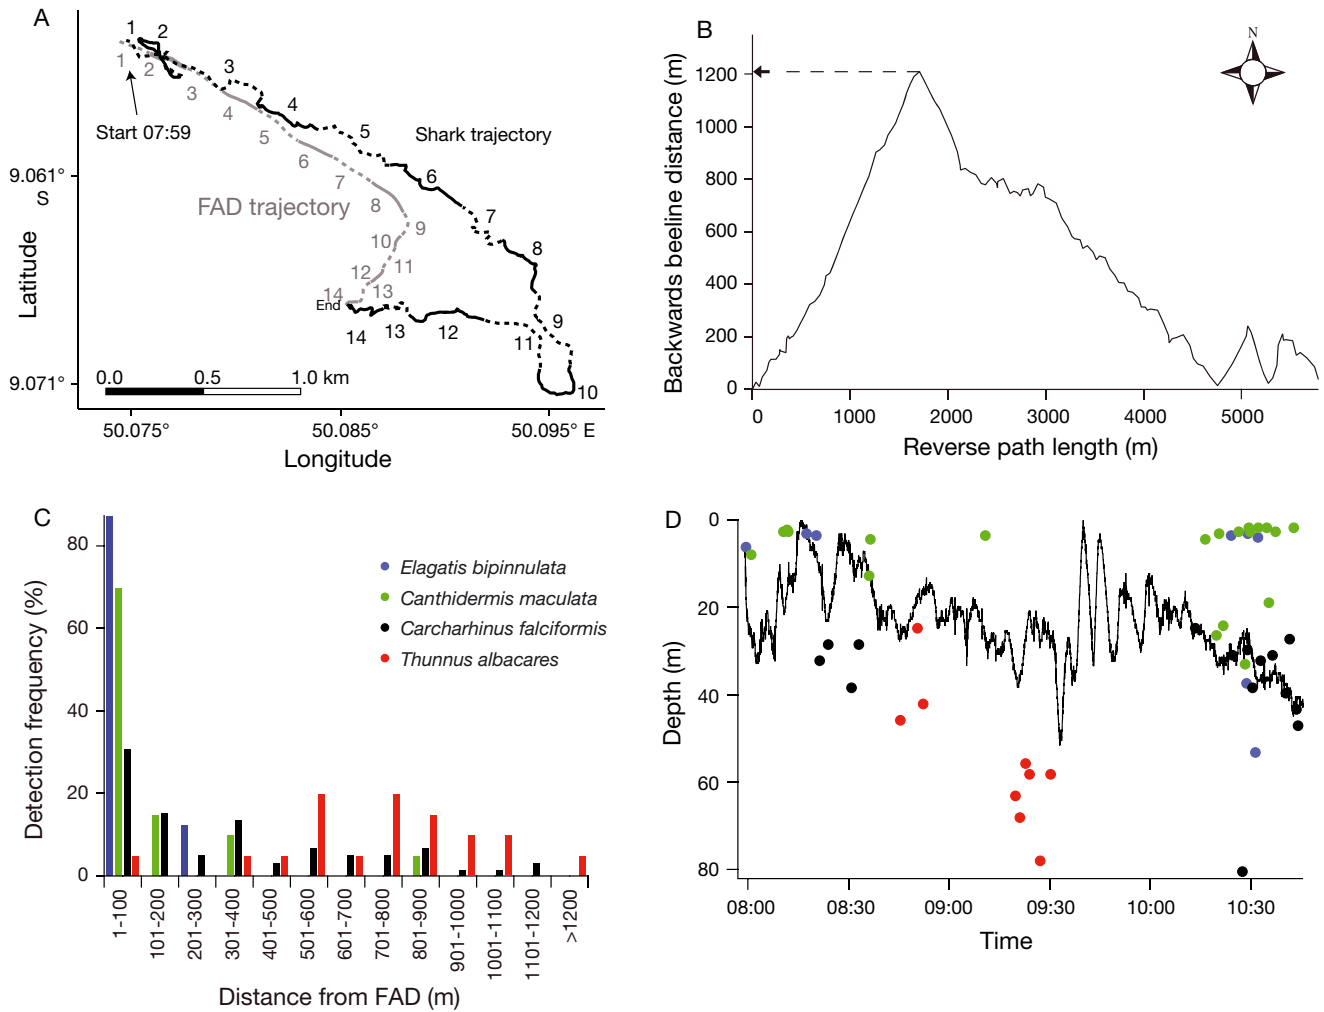 A
1
2
3
4
5
6
7
8
9
10
11
12
13
14
1
2
3
4
5
6
7
8
9
10
11
12
13
14
Start 07:59
Shark trajectory
FAD trajectory
End
9.061°
S
9.071°
Latitude
0.0 0.5 1.0 km
50.075° 50.085° 50.095° E
Longitude
B
N
1200
1000
800
600
400
200
0
Backwards beeline distance (m)
0 1000 2000 3000 4000 5000
Reverse path length (m)
C
80
60
40
20
0
Detection frequency (%)
Elagatis bipinnulata
Canthidermis maculata
Carcharhinus falciformis
Thunnus albacares
1-100
101-200
201-300
301-400
401-500
501-600
601-700
701-800
801-900
901-1000
1001-1100
1101-1200
>1200
Distance from FAD (m)
D
0
20
40
60
80
Depth (m)
08:00 08:30 09:00 09:30 10:00 10:30
Time